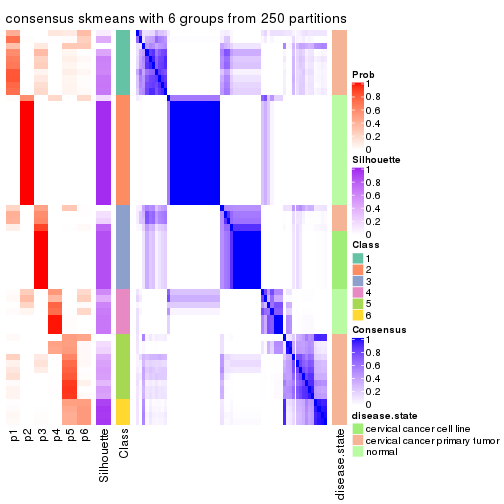 consensus skmeans with 6 groups from 250 partitions
Prob
1
0.8
0.6
0.4
0.2
0
Silhouette
1
0.8
0.6
0.4
0.2
0
Class
1
2
3
4
5
6
Consensus
1
0.8
0.6
0.4
0.2
0
disease.state
cervical cancer cell line
cervical cancer primary tumor
normal
p1
p2
p3
p4
p5
p6
Silhouette
Class
disease.state